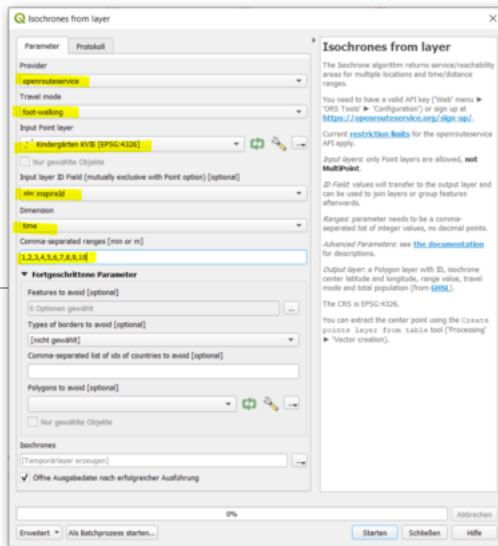 Isochrones from layer
Parameter
Protokoll
Provider
openrouteservice
Travel mode
foot-walking
Input Point layer
Kindergärten KVIE [EPSG:4326]
Nur gewählte Objekte
Input layer ID Field (mutually exclusive with Point option) [optional]
abc inspireId
Dimension
time
Comma-separated ranges [min or m]
1,2,3,4,5,6,7,8,9,10
Fortgeschrittene Parameter
Features to avoid [optional]
0 Optionen gewählt
...
Types of borders to avoid [optional]
[nicht gewählt]
Comma-separated list of ids of countries to avoid [optional]
Polygons to avoid [optional]
Nur gewählte Objekte
Isochrones
[Temporärlayer erzeugen]
Öffne Ausgabedatei nach erfolgreicher Ausführung
Isochrones from layer
The Isochrone algorithm returns service/reachability
areas for multiple locations and time/distance
ranges.
You need to have a valid API key ('Web' menu ►
'ORS Tools' ► 'Configuration') or sign up at
https://openrouteservice.org/sign-up/.
Current restriction limits for the openrouteservice
API apply.
Input layers: only Point layers are allowed, not
MultiPoint.
ID Field: values will transfer to the output layer and
can be used to join layers or group features
afterwards.
Ranges: parameter needs to be a comma-
separated list of integer values, no decimal points.
Advanced Parameters: see the documentation
for descriptions.
Output layer: a Polygon layer with ID, isochrone
center latitude and longitude, range value, travel
mode and total population (from GHSL).
The CRS is EPSG:4326.
You can extract the center point using the Create
points layer from table tool ('Processing'
► 'Vector creation).
0%
Abbrechen
Erweitert
Als Batchprozess starten...
Starten
Schließen
Hilfe